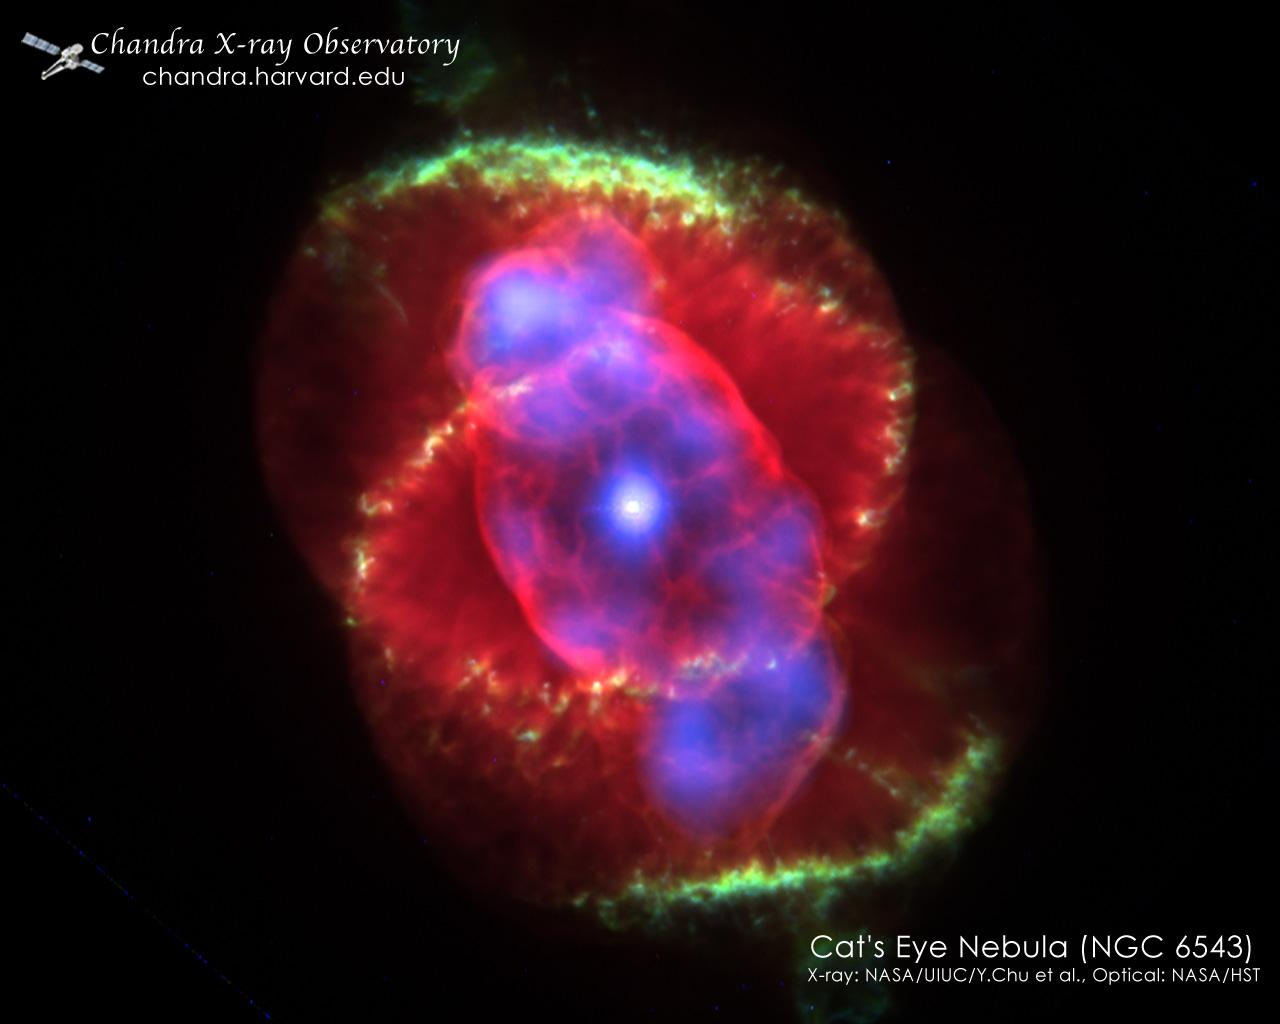 Chandra X-ray Observatory
chandra.harvard.edu
Cat's Eye Nebula (NGC 6543)
X-ray: NASA/UIUC/Y.Chu et al., Optical: NASA/HST